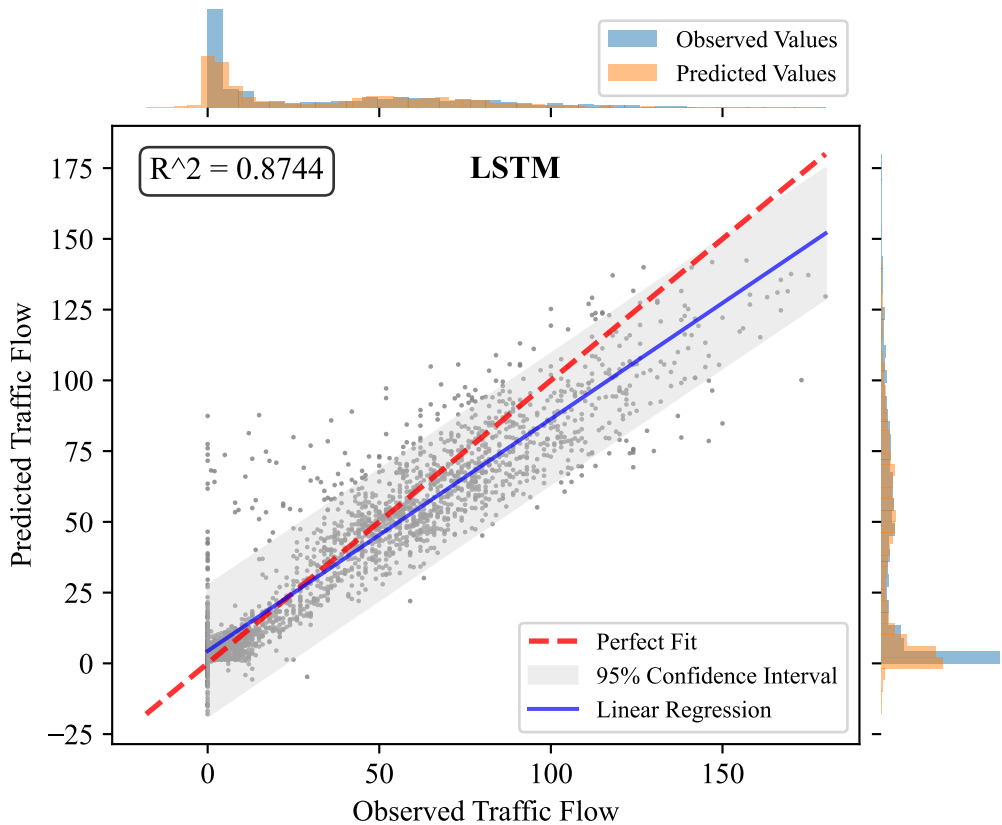 Observed Values
Predicted Values
R^2 = 0.8744
LSTM
175
150
125
100
75
50
25
0
−25
Predicted Traffic Flow
Perfect Fit
95% Confidence Interval
Linear Regression
0
50
100
150
Observed Traffic Flow